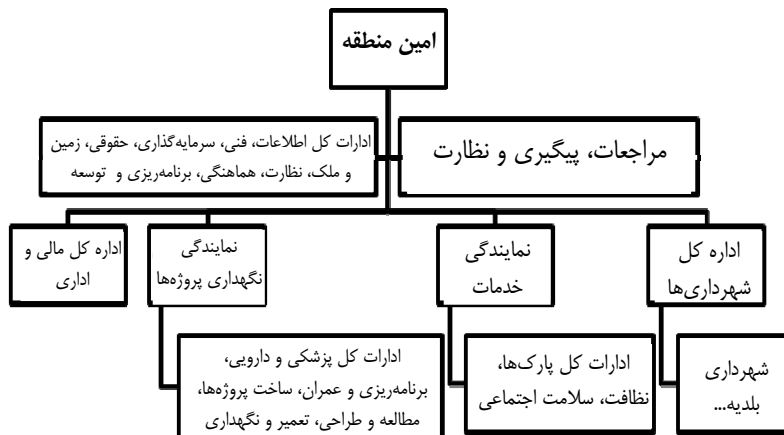 امین منطقه
مراجعات، پیگیری و نظارت
ادارات کل اطلاعات، فنی، سرمایه‌گذاری، حقوقی، زمین
و ملک، نظارت، هماهنگی، برنامه‌ریزی و توسعه
اداره کل
شهرداری‌ها
نمایندگی
خدمات
نمایندگی
نگهداری پروژه‌ها
اداره کل مالی و
اداری
شهرداری
بلدیه...
ادارات کل پارک‌ها،
نظافت، سلامت اجتماعی
ادارات کل پزشکی و دارویی،
برنامه‌ریزی و عمران، ساخت پروژه‌ها،
مطالعه و طراحی، تعمیر و نگهداری